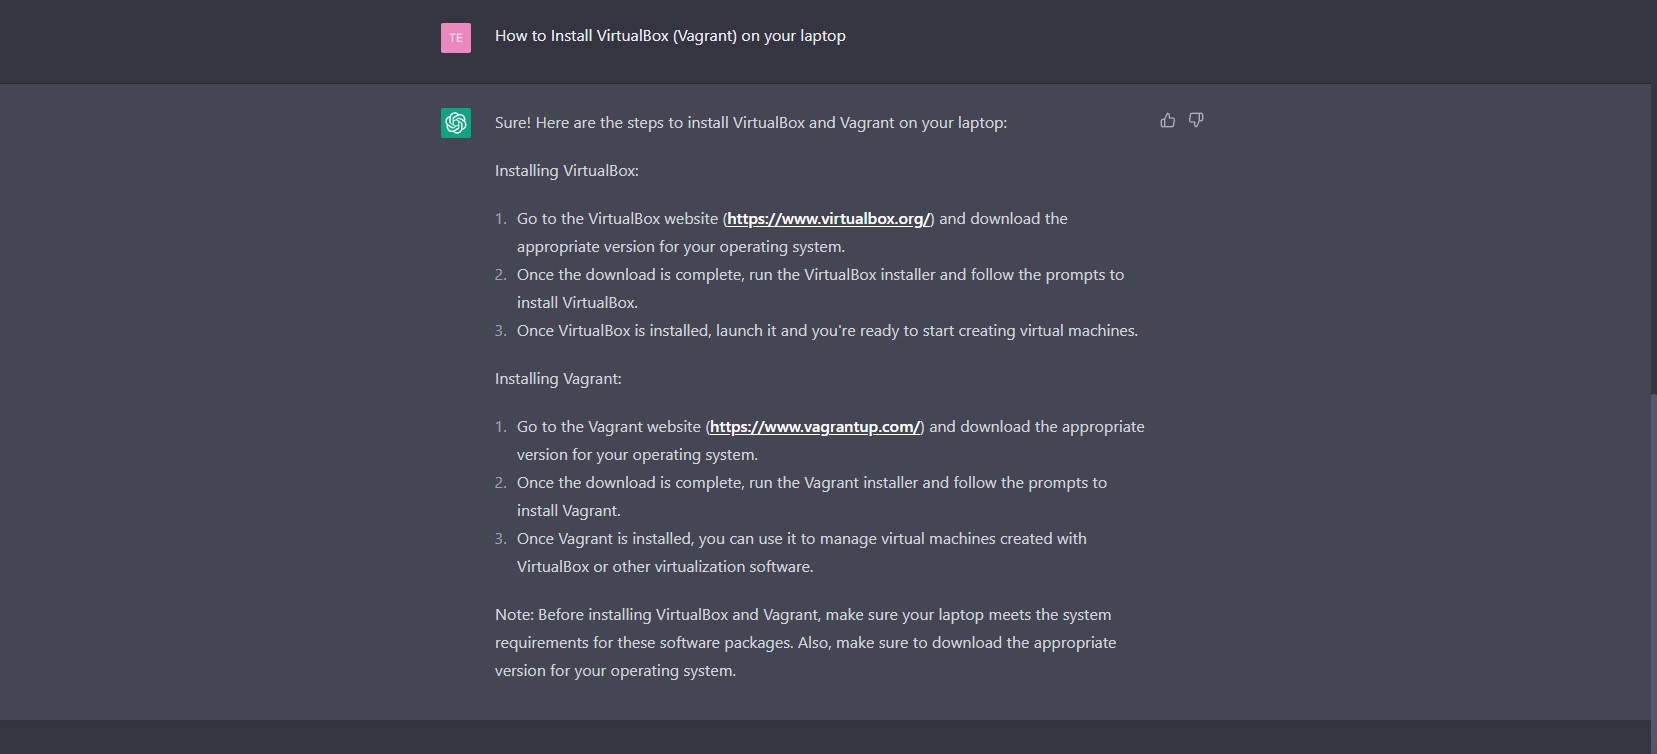 TE
How to Install VirtualBox (Vagrant) on your laptop
Sure! Here are the steps to install VirtualBox and Vagrant on your laptop:
Installing VirtualBox:
1. Go to the VirtualBox website (https://www.virtualbox.org/) and download the
appropriate version for your operating system.
2. Once the download is complete, run the VirtualBox installer and follow the prompts to
install VirtualBox.
3. Once VirtualBox is installed, launch it and you're ready to start creating virtual machines.
Installing Vagrant:
1. Go to the Vagrant website (https://www.vagrantup.com/) and download the appropriate
version for your operating system.
2. Once the download is complete, run the Vagrant installer and follow the prompts to
install Vagrant.
3. Once Vagrant is installed, you can use it to manage virtual machines created with
VirtualBox or other virtualization software.
Note: Before installing VirtualBox and Vagrant, make sure your laptop meets the system
requirements for these software packages. Also, make sure to download the appropriate
version for your operating system.